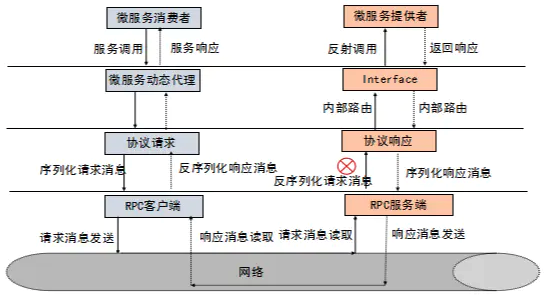 微服务消费者
微服务提供者
服务调用
服务响应
反射调用
返回响应
微服务动态代理
Interface
内部路由
内部路由
协议请求
协议响应
序列化请求消息
反序列化响应消息
反序列化请求消息
序列化响应消息
RPC客户端
RPC服务端
请求消息发送
响应消息读取
请求消息读取
响应消息发送
网络